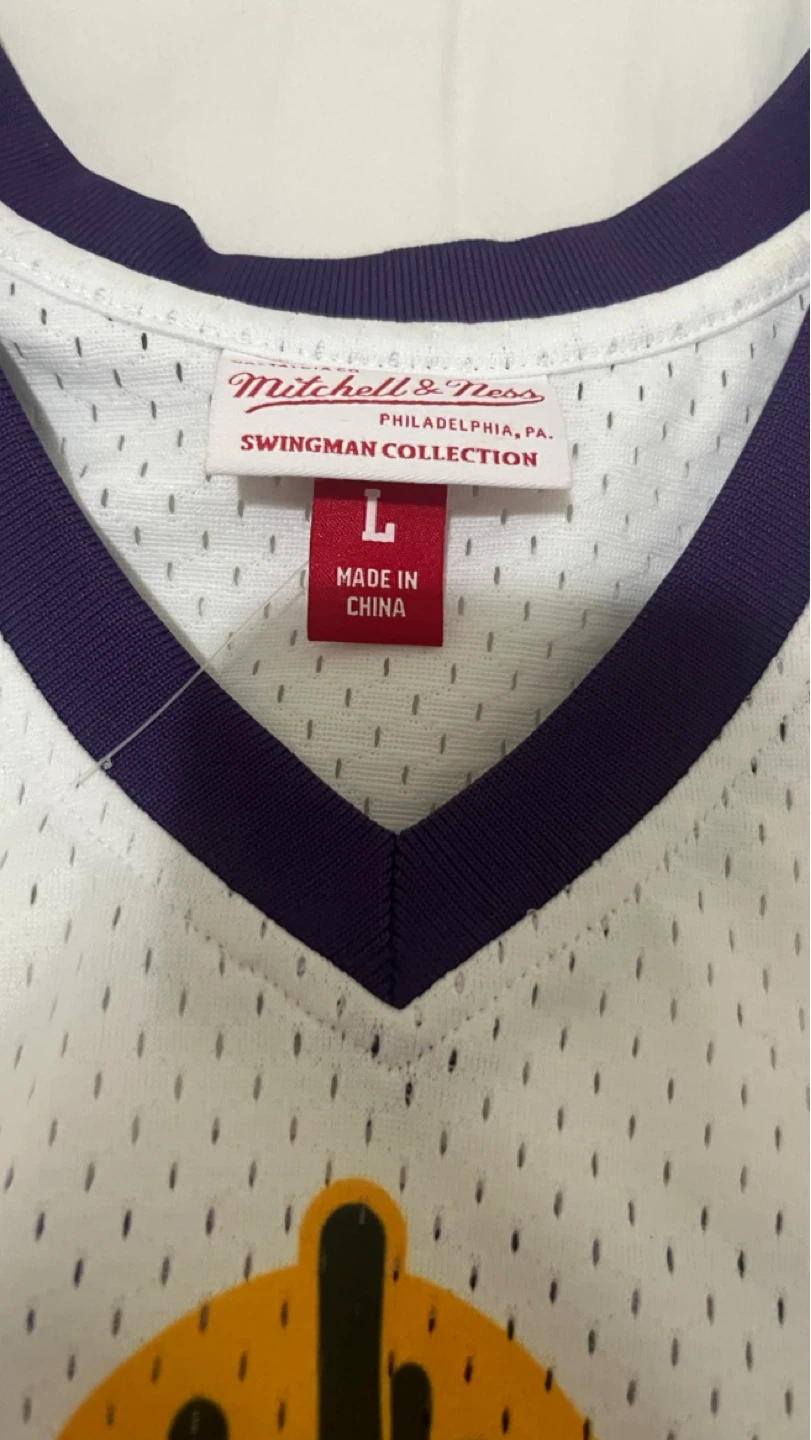 Mitchell & Ness
PHILADELPHIA, PA.
SWINGMAN COLLECTION
L
MADE IN
CHINA